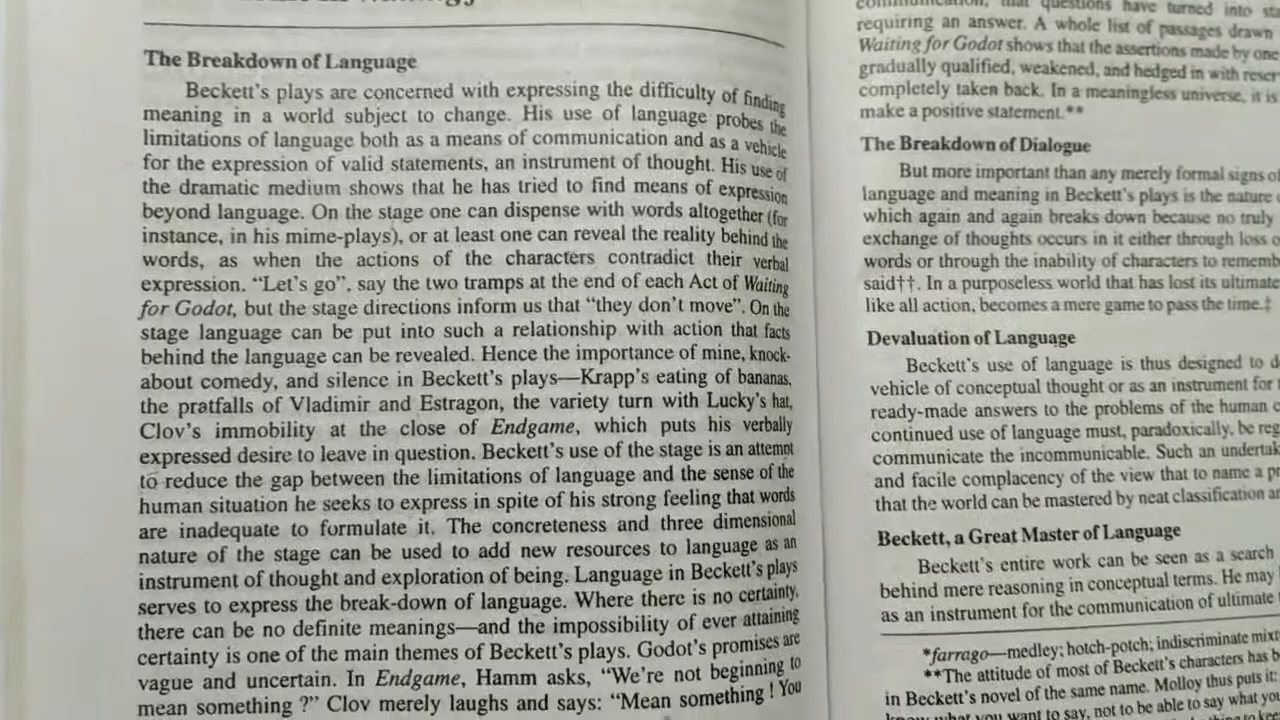 The Breakdown of Language
Beckett's plays are concerned with expressing the difficulty of finding
meaning in a world subject to change. His use of language probes the
limitations of language both as a means of communication and as a vehicle
for the expression of valid statements, an instrument of thought. His use of
the dramatic medium shows that he has tried to find means of expression
beyond language. On the stage one can dispense with words altogether (for
instance, in his mime-plays), or at least one can reveal the reality behind the
words, as when the actions of the characters contradict their verbal
expression. "Let's go", say the two tramps at the end of each Act of Waiting
for Godot, but the stage directions inform us that "they don't move". On the
stage language can be put into such a relationship with action that facts
behind the language can be revealed. Hence the importance of mine, knock-
about comedy, and silence in Beckett's plays—Krapp's eating of bananas,
the pratfalls of Vladimir and Estragon, the variety turn with Lucky's hat,
Clov's immobility at the close of Endgame, which puts his verbally
expressed desire to leave in question. Beckett's use of the stage is an attempt
to reduce the gap between the limitations of language and the sense of the
human situation he seeks to express in spite of his strong feeling that words
are inadequate to formulate it. The concreteness and three dimensional
nature of the stage can be used to add new resources to language as an
instrument of thought and exploration of being. Language in Beckett's plays
serves to express the break-down of language. Where there is no certainty,
there can be no definite meanings—and the impossibility of ever attaining
certainty is one of the main themes of Beckett's plays. Godot's promises are
vague and uncertain. In Endgame, Hamm asks, "We're not beginning to
mean something ?" Clov merely laughs and says: "Mean something ! You
that questions have turned into
requiring an answer. A whole list of passages drawn
Waiting for Godot shows that the assertions made by one
gradually qualified, weakened, and hedged in with
completely taken back. In a meaningless universe, it is
make a positive statement.**
The Breakdown of Dialogue
But more important than any merely formal signs of
language and meaning in Beckett's plays is the nature
which again and again breaks down because no truly
exchange of thoughts occurs in it either through loss
words or through the inability of characters to
said††. In a purposeless world that has lost its ultimate
like all action, becomes a mere game to pass the time.‡
Devaluation of Language
Beckett's use of language is thus designed to
vehicle of conceptual thought or as an instrument for
ready-made answers to the problems of the human
continued use of language must, paradoxically, be
communicate the incommunicable. Such an
and facile complacency of the view that to name a
that the world can be mastered by neat classification
Beckett, a Great Master of Language
Beckett's entire work can be seen as a search
behind mere reasoning in conceptual terms. He may
as an instrument for the communication of ultimate
*farrago—medley; hotch-potch; indiscriminate
**The attitude of most of Beckett's characters has
in Beckett's novel of the same name. Molloy thus puts it:
you want to say, not to be able to say what